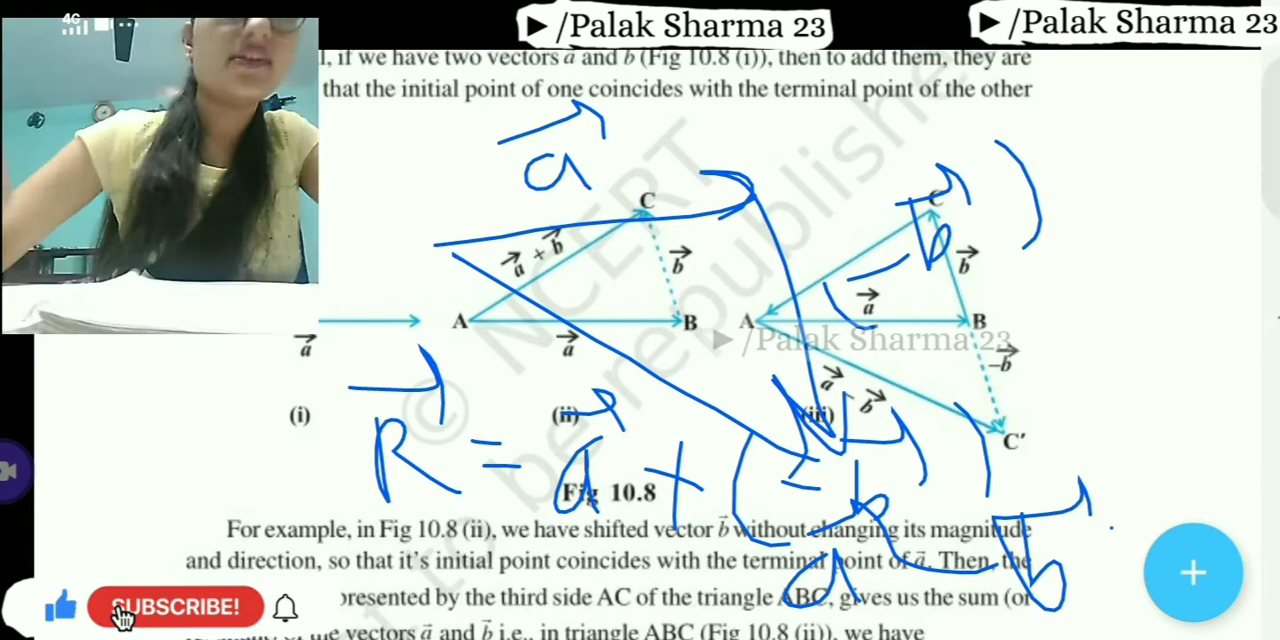 4G
/Palak Sharma 23
/Palak Sharma 23
if we have two vectors a⃗ and b⃗ (Fig 10.8 (i)), then to add them, they are
that the initial point of one coincides with the terminal point of the other
© NCERT
be republishe
a⃗
C
a⃗ + b⃗
b⃗
A
a⃗
B
-b⃗
C'
b⃗
A
a⃗
B
-b⃗
a⃗ - b⃗
C'
/Palak Sharma 23
a⃗
(i)
(ii)
(iii)
R⃗ = a⃗ + (-b⃗)
a⃗ - b⃗
Fig 10.8
For example, in Fig 10.8 (ii), we have shifted vector b⃗ without changing its magnitude
and direction, so that it's initial point coincides with the terminal point of a⃗. Then, the
presented by the third side AC of the triangle ABC, gives us the sum (or
vectors a⃗ and b⃗ i.e., in triangle ABC (Fig 10.8 (ii)), we have
SUBSCRIBE!